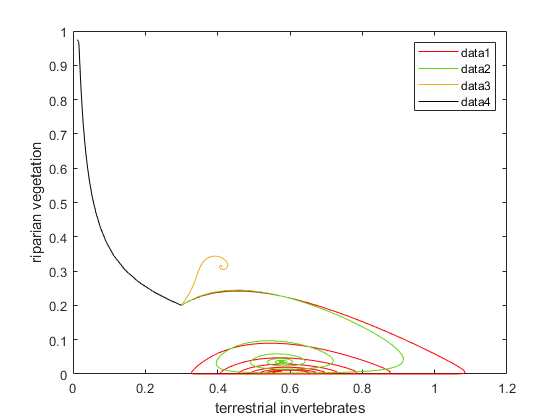 1
0.9
0.8
0.7
0.6
0.5
0.4
0.3
0.2
0.1
0
riparian vegetation
data1
data2
data3
data4
0 0.2 0.4 0.6 0.8 1 1.2
terrestrial invertebrates